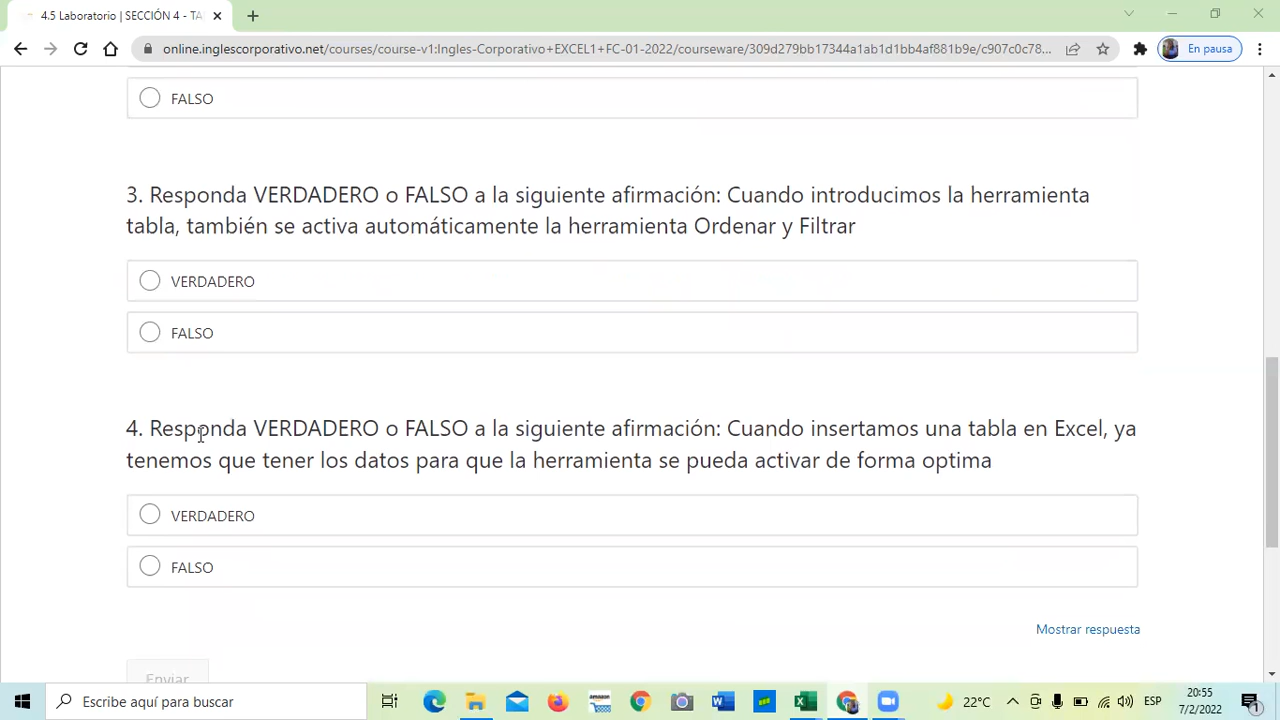 4.5 Laboratorio | SECCIÓN 4 - TA
online.inglescorporativo.net/courses/course-v1:Ingles-Corporativo+EXCEL1+FC-01-2022/courseware/309d279bb17344a1ab1d1bb4af881b9e/c907c0c78...
En pausa
FALSO
3. Responda VERDADERO o FALSO a la siguiente afirmación: Cuando introducimos la herramienta
tabla, también se activa automáticamente la herramienta Ordenar y Filtrar
VERDADERO
FALSO
4. Responda VERDADERO o FALSO a la siguiente afirmación: Cuando insertamos una tabla en Excel, ya
tenemos que tener los datos para que la herramienta se pueda activar de forma optima
VERDADERO
FALSO
Mostrar respuesta
Enviar
Escribe aquí para buscar
amazon
22°C
ESP
20:55
7/2/2022
1